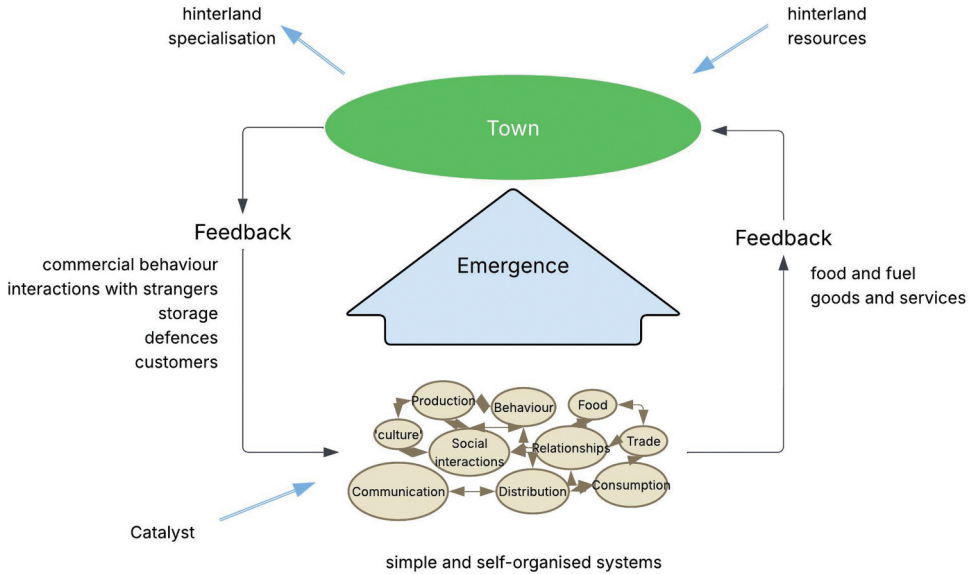 hinterland
specialisation
hinterland
resources
Town
Feedback
commercial behaviour
interactions with strangers
storage
defences
customers
Emergence
Feedback
food and fuel
goods and services
Production
Behaviour
Food
'culture'
Social
interactions
Relationships
Trade
Communication
Distribution
Consumption
Catalyst
simple and self-organised systems